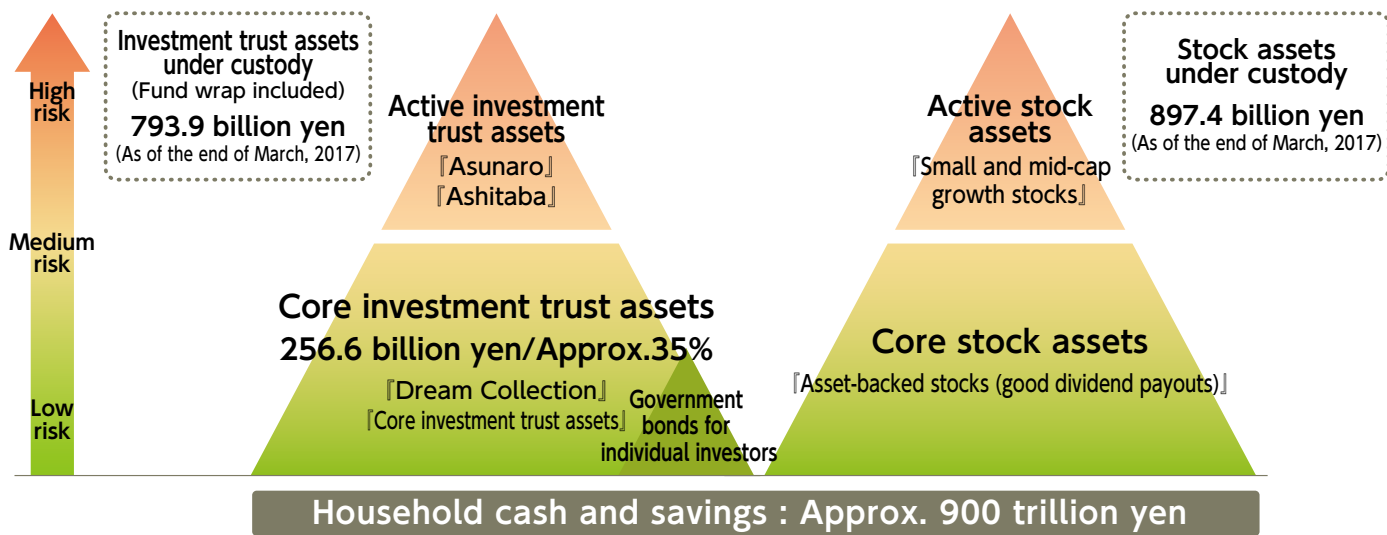 High
risk
Medium
risk
Low
risk
Investment trust assets
under custody
(Fund wrap included)
793.9 billion yen
(As of the end of March, 2017)
Active investment
trust assets
『Asunaro』
『Ashitaba』
Core investment trust assets
256.6 billion yen/Approx.35%
『Dream Collection』
『Core investment trust assets』
Government
bonds for
individual investors
Active stock
assets
『Small and mid-cap
growth stocks』
Stock assets
under custody
897.4 billion yen
(As of the end of March, 2017)
Core stock assets
『Asset-backed stocks (good dividend payouts)』
Household cash and savings : Approx. 900 trillion yen